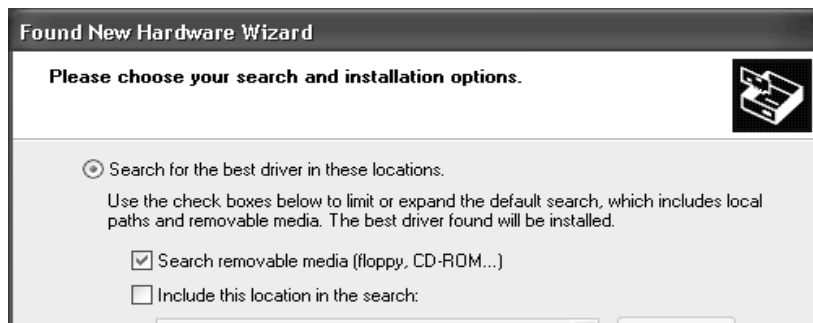 Found New Hardware Wizard
Please choose your search and installation options.
Search for the best driver in these locations.
Use the check boxes below to limit or expand the default search, which includes local
paths and removable media. The best driver found will be installed.
Search removable media (floppy, CD-ROM...)
Include this location in the search: